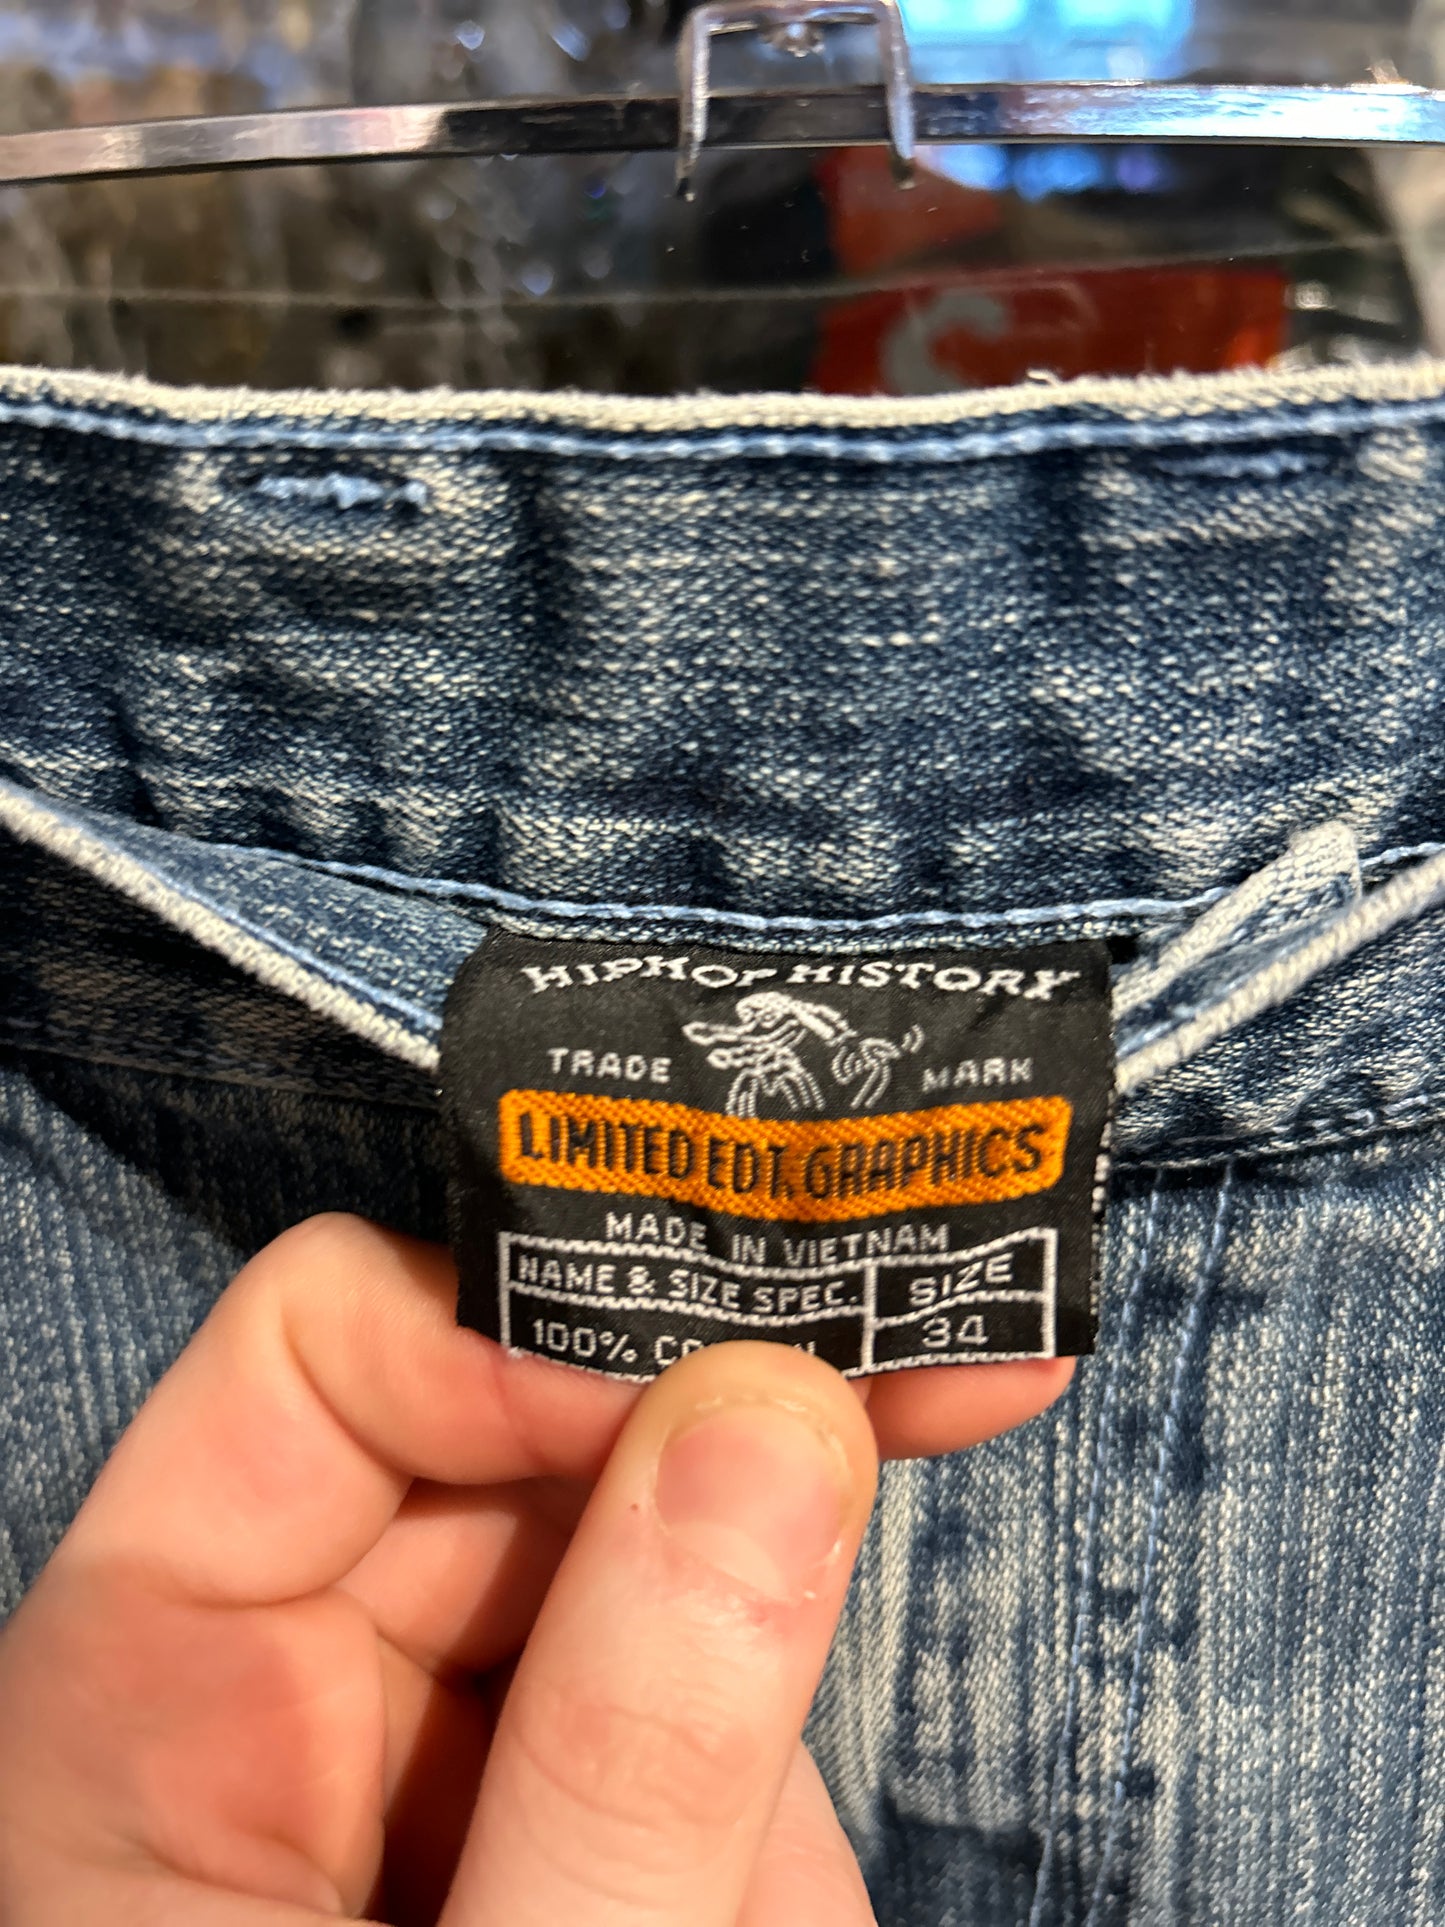 HIPHOP HISTORY
TRADE MARK
LIMITED EDT. GRAPHICS
MADE IN VIETNAM
NAME & SIZE SPEC. SIZE
100% 34